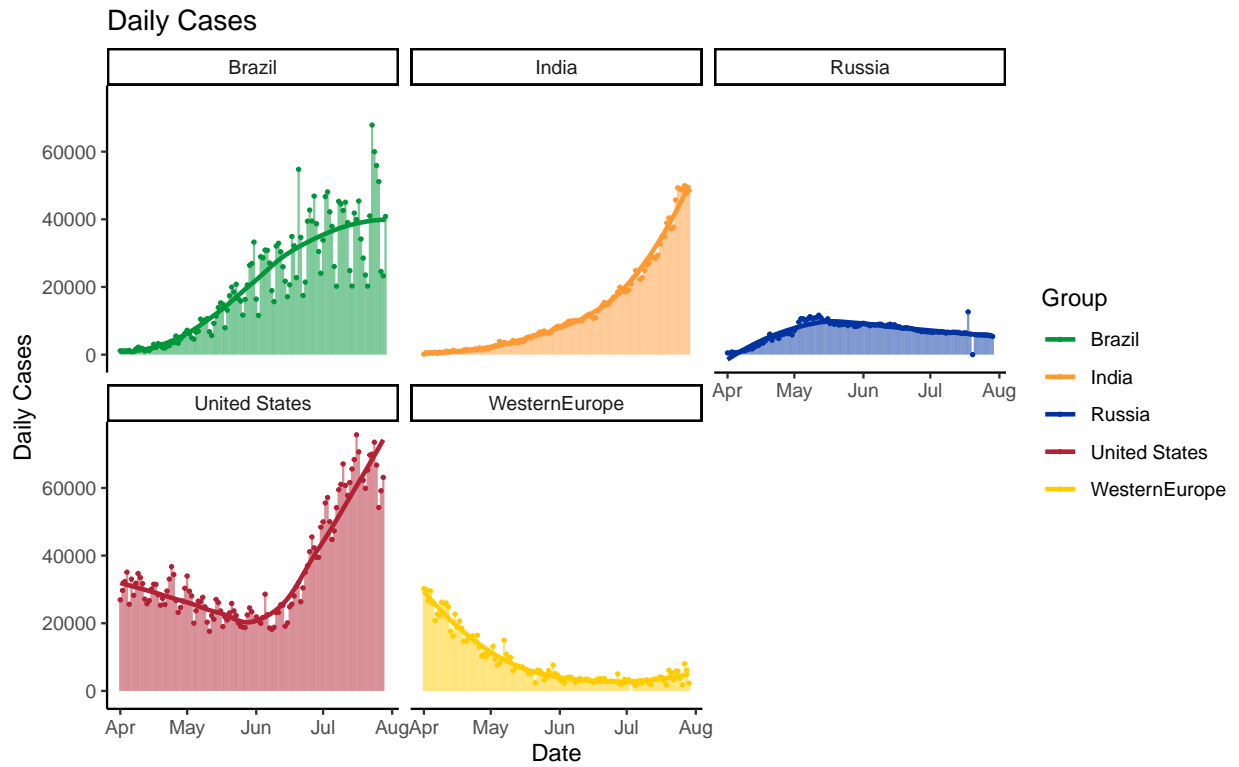 Daily Cases
Brazil
India
Russia
60000
40000
20000
0
Apr May Jun Jul Aug
United States
WesternEurope
60000
40000
20000
0
Apr May Jun Jul Aug
Apr May Jun Jul Aug
Daily Cases
Date
Group
Brazil
India
Russia
United States
WesternEurope